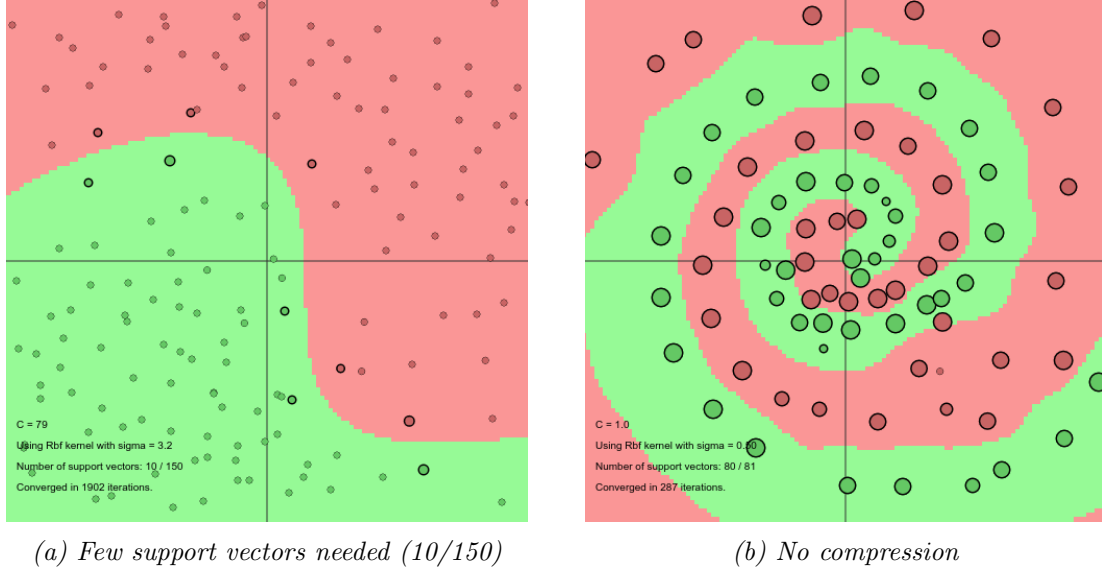 C = 79
Using Rbf kernel with sigma = 3.2
Number of support vectors: 10 / 150
Converged in 1902 iterations.
(a) Few support vectors needed (10/150)
C = 1.0
Using Rbf kernel with sigma = 0.50
Number of support vectors: 80 / 81
Converged in 287 iterations.
(b) No compression